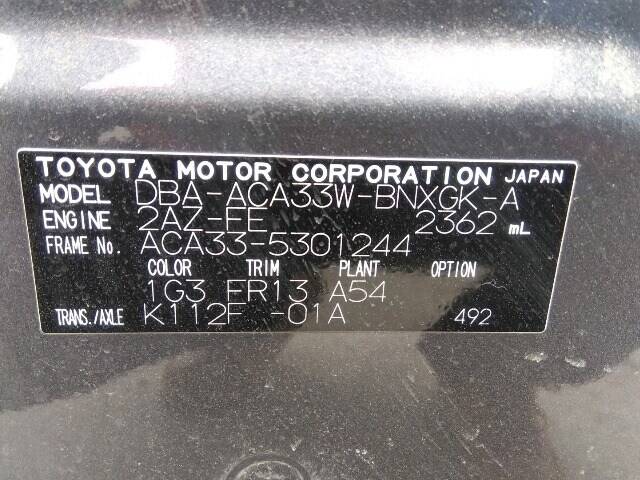 TOYOTA MOTOR CORPORATION JAPAN
MODEL DBA-ACA33W-BNXGK-A
ENGINE 2AZ-FE 2362 mL
FRAME No. ACA33-5301244
COLOR TRIM PLANT OPTION
1G3 FR13 A54
TRANS./AXLE K112F -01A 492